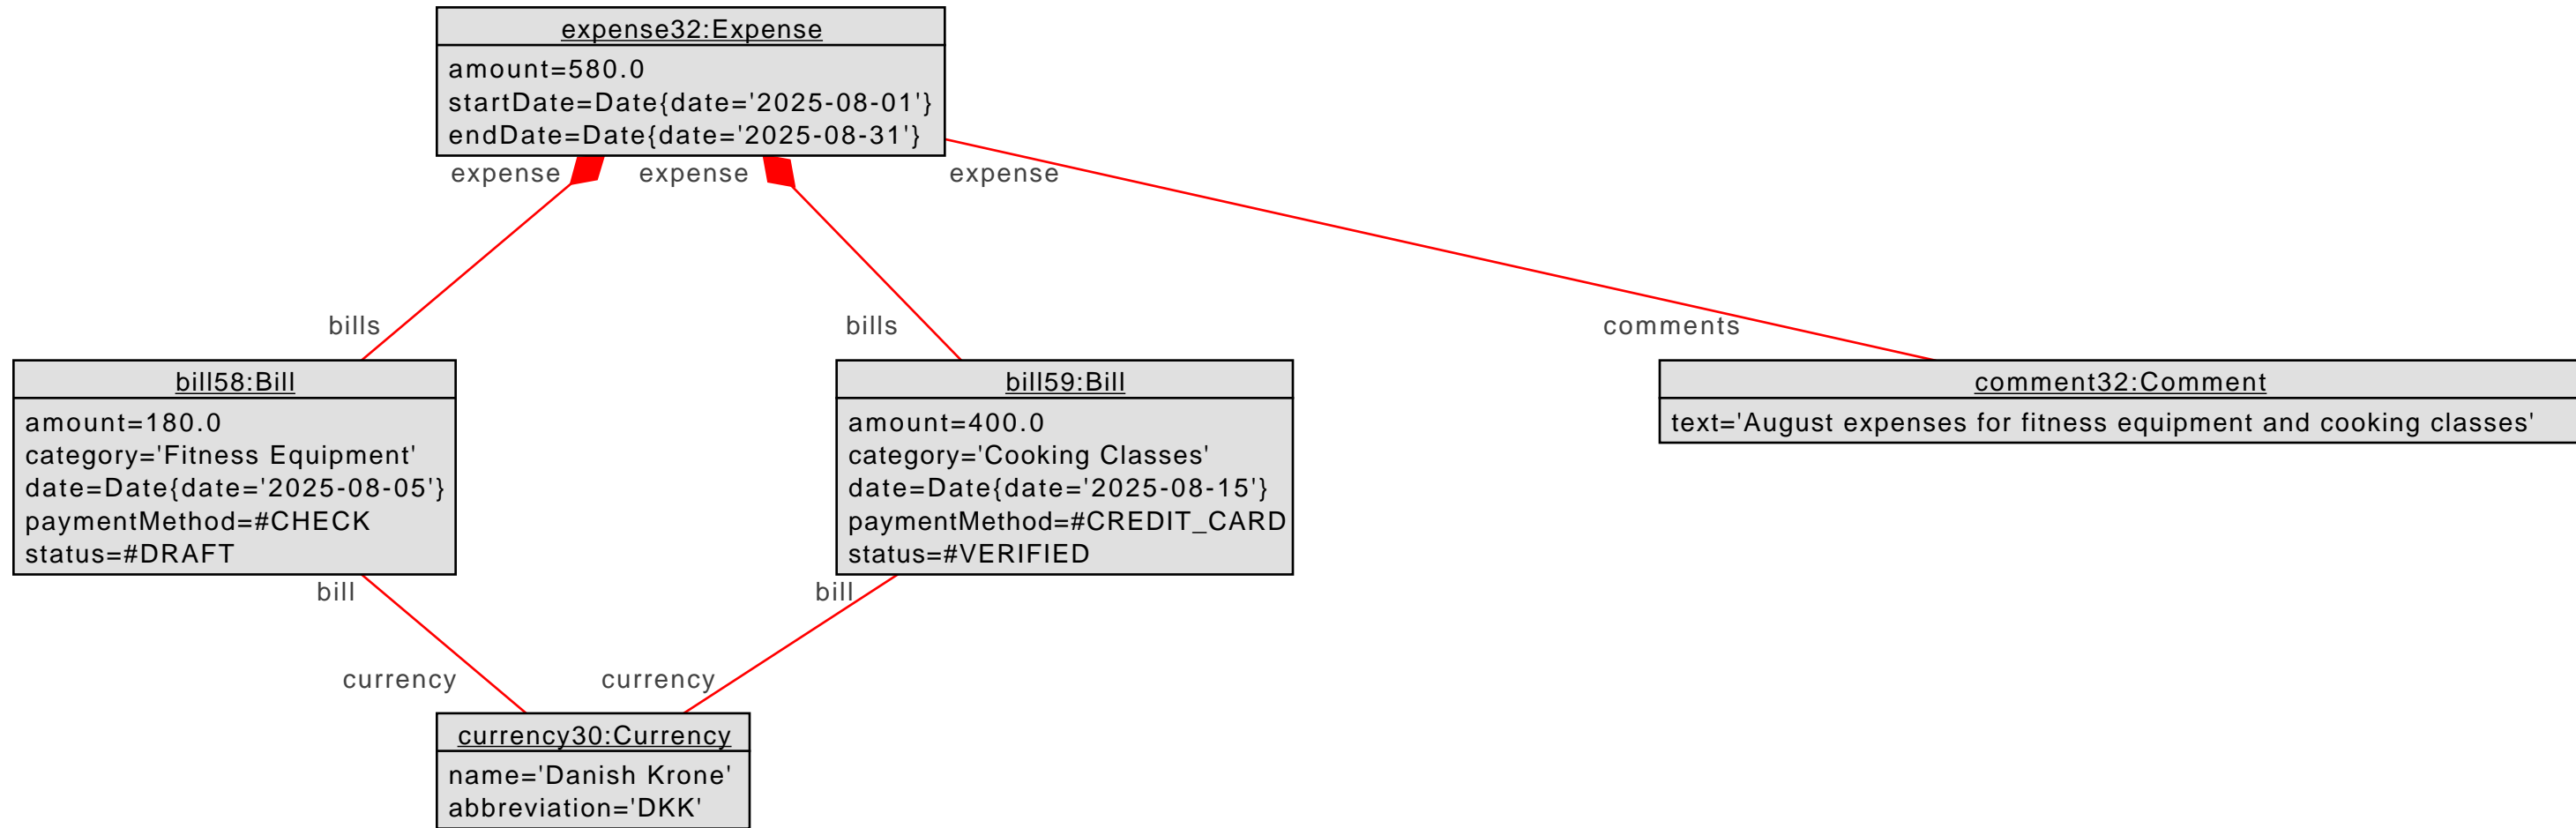 expense32:Expense
amount=580.0
startDate=Date{date='2025-08-01'}
endDate=Date{date='2025-08-31'}
expense
expense
expense
bills
bills
comments
bill58:Bill
amount=180.0
category='Fitness Equipment'
date=Date{date='2025-08-05'}
paymentMethod=#CHECK
status=#DRAFT
bill59:Bill
amount=400.0
category='Cooking Classes'
date=Date{date='2025-08-15'}
paymentMethod=#CREDIT_CARD
status=#VERIFIED
comment32:Comment
text='August expenses for fitness equipment and cooking classes'
bill
bill
currency
currency
currency30:Currency
name='Danish Krone'
abbreviation='DKK'